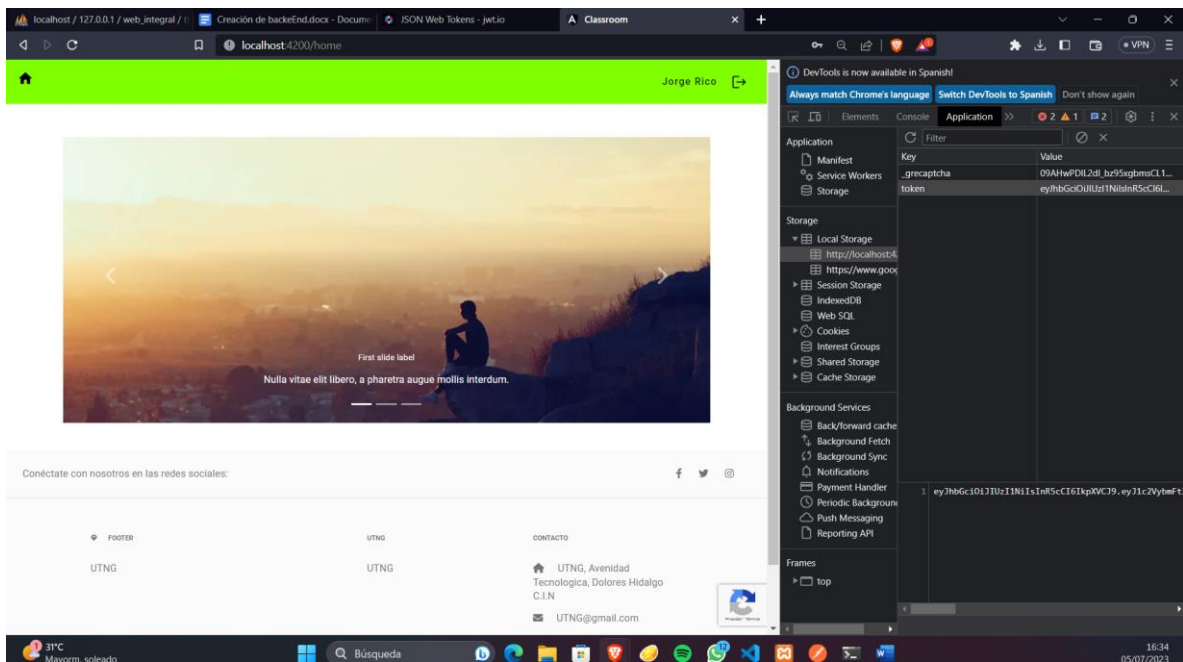 localhost / 127.0.0.1 / web_integral / t
Creación de backeEnd.docx - Docume
JSON Web Tokens - jwt.io
Classroom
localhost:4200/home
VPN
Jorge Rico
First slide label
Nulla vitae elit libero, a pharetra augue mollis interdum.
Conéctate con nosotros en las redes sociales:
FOOTER
UTNG
CONTACTO
UTNG
UTNG
UTNG, Avenidad
Tecnologica, Dolores Hidalgo
C.I.N
UTNG@gmail.com
DevTools is now available in Spanish!
Always match Chrome's language Switch DevTools to Spanish Don't show again
Elements Console Application 2 1 2
Application
Manifest
Service Workers
Storage
Storage
Local Storage
http://localhost:4
https://www.goo
Session Storage
IndexedDB
Web SQL
Cookies
Interest Groups
Shared Storage
Cache Storage
Background Services
Back/forward cache
Background Fetch
Background Sync
Notifications
Payment Handler
Periodic Background
Push Messaging
Reporting API
Frames
top
Filter
Key Value
_grecaptcha 09AHwPDIL2dl_bz95xgbmsCL1...
token eyJhbGciOiJIUzI1NiIsInR5cCI6I...
1 eyJhbGciOiJIUzI1NiIsInR5cCI6IkpXVCJ9.eyJ1c2VybmFt
31°C
Mayorm. soleado
Búsqueda
16:34
05/07/2023